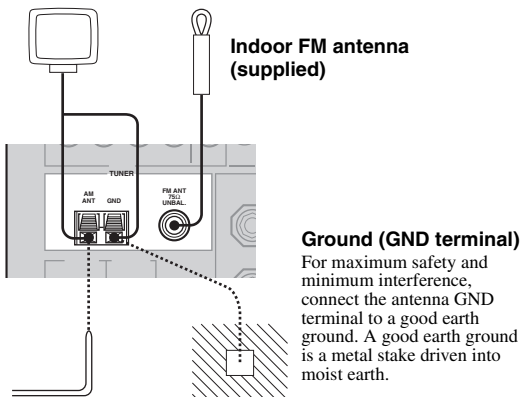 Indoor FM antenna
(supplied)
TUNER
AM
ANT
GND
FM ANT
75Ω
UNBAL.
Ground (GND terminal)
For maximum safety and
minimum interference,
connect the antenna GND
terminal to a good earth
ground. A good earth ground
is a metal stake driven into
moist earth.